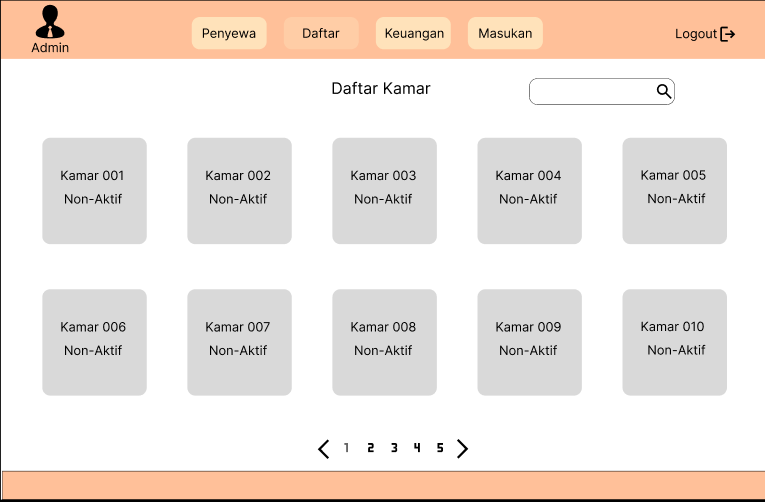 Admin
Penyewa Daftar Keuangan Masukan
Logout
Daftar Kamar
Kamar 001 Kamar 002 Kamar 003 Kamar 004 Kamar 005
Non-Aktif Non-Aktif Non-Aktif Non-Aktif Non-Aktif
Kamar 006 Kamar 007 Kamar 008 Kamar 009 Kamar 010
Non-Aktif Non-Aktif Non-Aktif Non-Aktif Non-Aktif
1 2 3 4 5